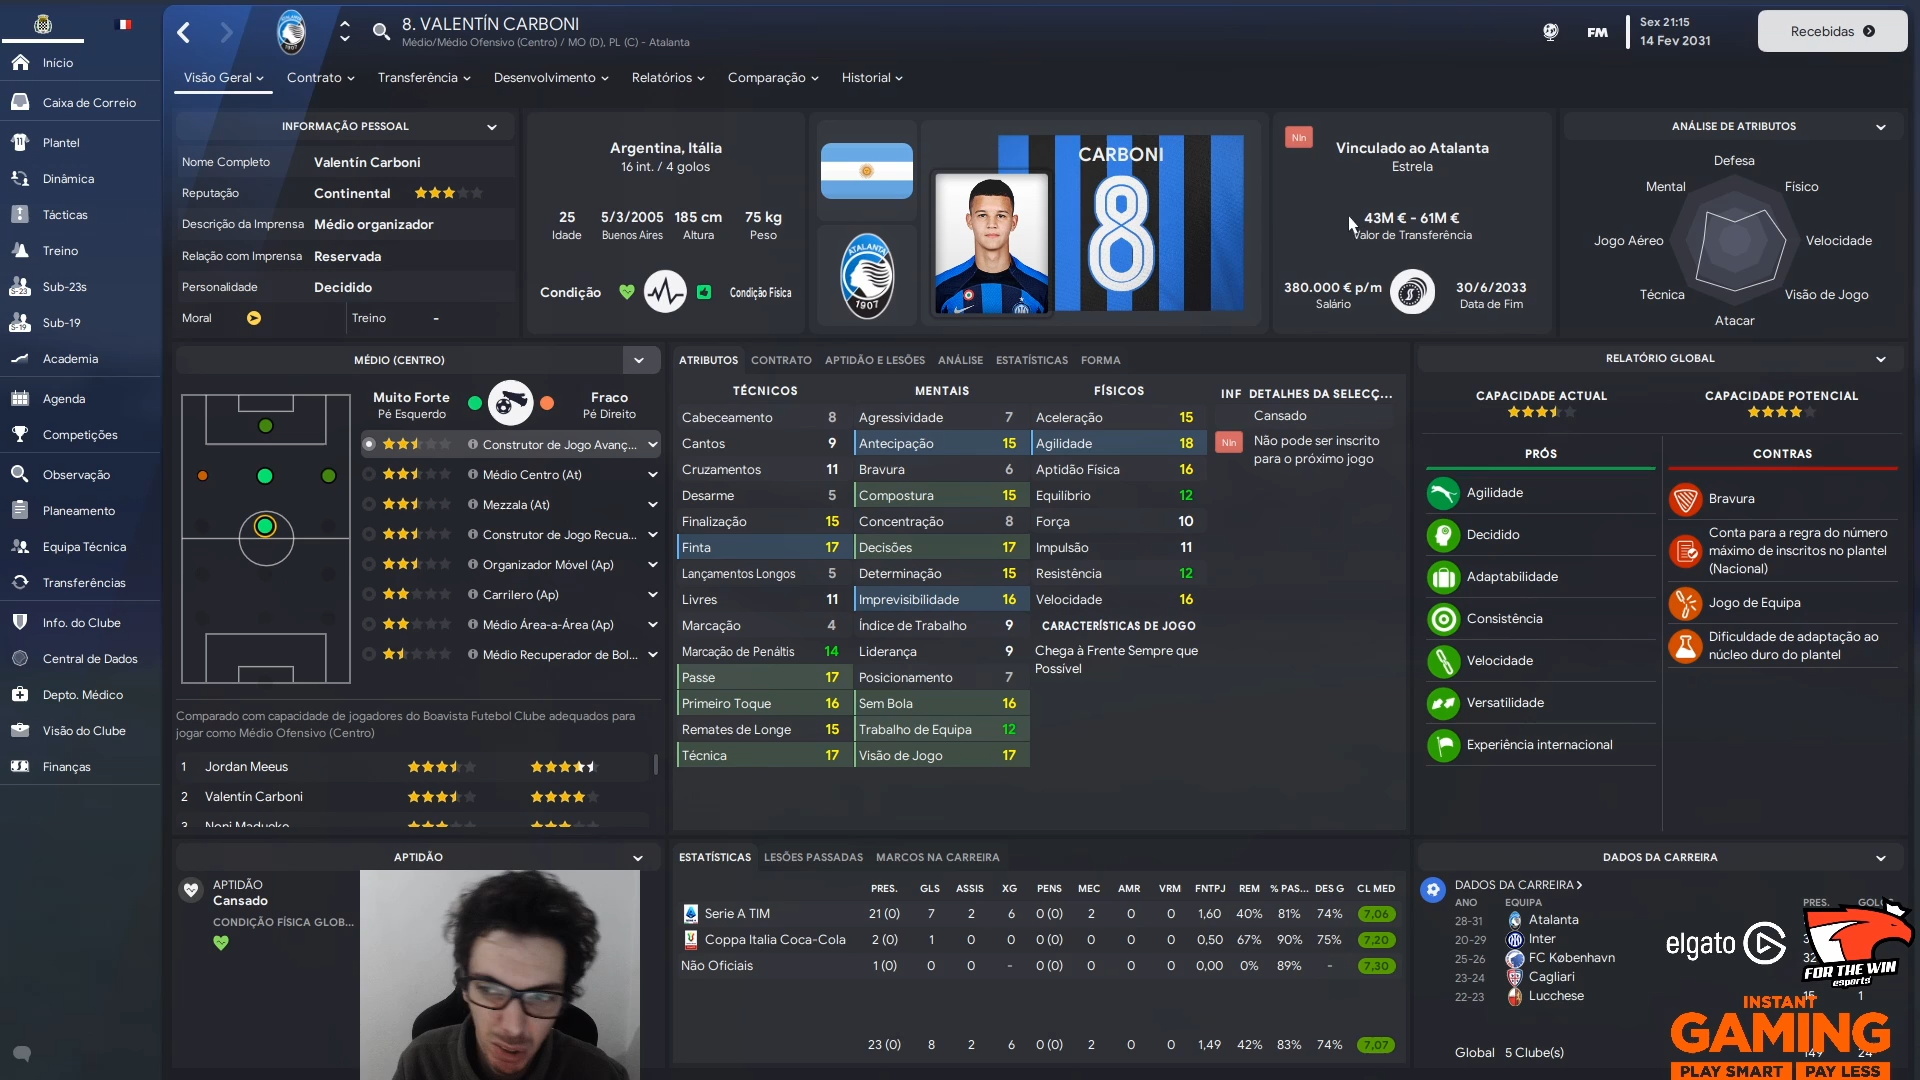 8. VALENTÍN CARBONI
Médio/Médio Ofensivo (Centro) / MO (D), PL (C) - Atalanta
FM
Sex 21:15
14 Fev 2031
Recebidas
Início
Caixa de Correio
Plantel
Dinâmica
Tácticas
Treino
Sub-23s
Sub-19
Academia
Agenda
Competições
Observação
Planeamento
Equipa Técnica
Transferências
Info. do Clube
Central de Dados
Depto. Médico
Visão do Clube
Finanças
Visão Geral
Contrato
Transferência
Desenvolvimento
Relatórios
Comparação
Historial
INFORMAÇÃO PESSOAL
Nome Completo Valentín Carboni
Reputação Continental
Descrição da Imprensa Médio organizador
Relação com Imprensa Reservada
Personalidade Decidido
Moral Treino -
Argentina, Itália
16 int. / 4 golos
25 5/3/2005 185 cm 75 kg
Idade Buenos Aires Altura Peso
Condição Condição Física
ATALANTA
1907
CARBONI
8
NIn
Vinculado ao Atalanta
Estrela
43M € - 61M €
Valor de Transferência
380.000 € p/m
Salário
30/6/2033
Data de Fim
ANÁLISE DE ATRIBUTOS
Defesa
Mental Físico
Jogo Aéreo Velocidade
Técnica Visão de Jogo
Atacar
MÉDIO (CENTRO)
Muito Forte
Pé Esquerdo
Fraco
Pé Direito
Construtor de Jogo Avanç...
Médio Centro (At)
Mezzala (At)
Construtor de Jogo Recua...
Organizador Móvel (Ap)
Carrilero (Ap)
Médio Área-a-Área (Ap)
Médio Recuperador de Bol...
Comparado com capacidade de jogadores do Boavista Futebol Clube adequados para
jogar como Médio Ofensivo (Centro)
1 Jordan Meeus
2 Valentín Carboni
3 Noni Madueke
ATRIBUTOS CONTRATO APTIDÃO E LESÕES ANÁLISE ESTATÍSTICAS FORMA
TÉCNICOS
Cabeceamento 8
Cantos 9
Cruzamentos 11
Desarme 5
Finalização 15
Finta 17
Lançamentos Longos 5
Livres 11
Marcação 4
Marcação de Penáltis 14
Passe 17
Primeiro Toque 16
Remates de Longe 15
Técnica 17
MENTAIS
Agressividade 7
Antecipação 15
Bravura 6
Compostura 15
Concentração 8
Decisões 17
Determinação 15
Imprevisibilidade 16
Índice de Trabalho 9
Liderança 9
Posicionamento 7
Sem Bola 16
Trabalho de Equipa 12
Visão de Jogo 17
FÍSICOS
Aceleração 15
Agilidade 18
Aptidão Física 16
Equilíbrio 12
Força 10
Impulsão 11
Resistência 12
Velocidade 16
CARACTERÍSTICAS DE JOGO
Chega à Frente Sempre que
Possível
INF DETALHES DA SELECÇ...
Cansado
NIn Não pode ser inscrito
para o próximo jogo
RELATÓRIO GLOBAL
CAPACIDADE ACTUAL
CAPACIDADE POTENCIAL
PRÓS
Agilidade
Decidido
Adaptabilidade
Consistência
Velocidade
Versatilidade
Experiência internacional
CONTRAS
Bravura
Conta para a regra do número
máximo de inscritos no plantel
(Nacional)
Jogo de Equipa
Dificuldade de adaptação ao
núcleo duro do plantel
APTIDÃO
APTIDÃO
Cansado
CONDIÇÃO FÍSICA GLOB...
ESTATÍSTICAS LESÕES PASSADAS MARCOS NA CARREIRA
PRES. GLS ASSIS XG PENS MEC AMR VRM FNTPJ REM % PAS... DES G CL MED
Serie A TIM 21 (0) 7 2 6 0 (0) 2 0 0 1,60 40% 81% 74% 7,06
Coppa Italia Coca-Cola 2 (0) 1 0 0 0 (0) 0 0 0 0,50 67% 90% 75% 7,20
Não Oficiais 1 (0) 0 0 - 0 (0) 0 0 0 0,00 0% 89% - 7,30
23 (0) 8 2 6 0 (0) 2 0 0 1,49 42% 83% 74% 7,07
DADOS DA CARREIRA
DADOS DA CARREIRA
ANO EQUIPA PRES. GOLO
28-31 Atalanta
20-29 Inter
25-26 FC København 32
23-24 Cagliari
22-23 Lucchese 15 1
Global 5 Clube(s) 149 24
elgato
FOR THE WIN
esports
INSTANT
GAMING
PLAY SMART PAY LESS